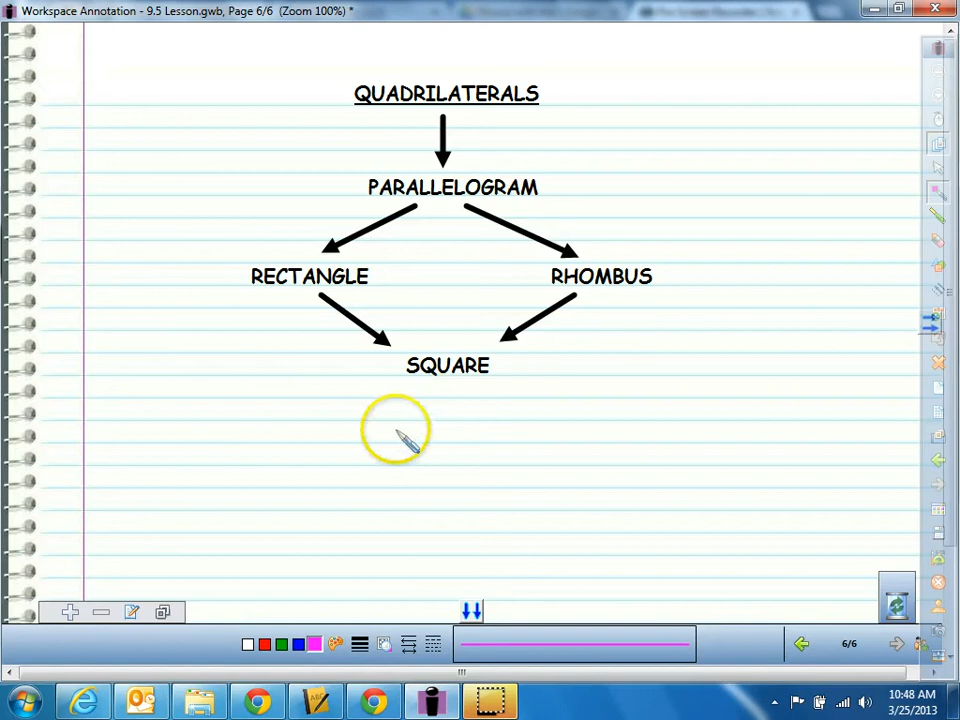 Workspace Annotation - 9.5 Lesson.gwb, Page 6/6 (Zoom 100%) *
QUADRILATERALS
PARALLELOGRAM
RECTANGLE RHOMBUS
SQUARE
6/6
10:48 AM
3/25/2013